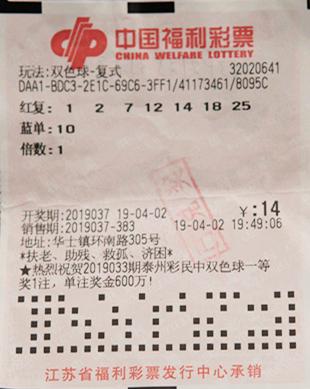 中国福利彩票
CHINA WELFARE LOTTERY
玩法:双色球-复式 32020641
DAA1-BDC3-2E1C-69C6-3FF1/41173461/8095C
红复: 1 2 7 12 14 18 25
蓝单: 10
倍数: 1
开奖期:2019037 19-04-02 ¥:14
销售期:2019037-383 19-04-02 19:49:06
地址:华士镇环南路305号
*扶老、助残、救孤、济困*
★热烈祝贺2019033期泰州彩民中双色球一等
奖1注，单注奖金600万!
江苏省福利彩票发行中心承销